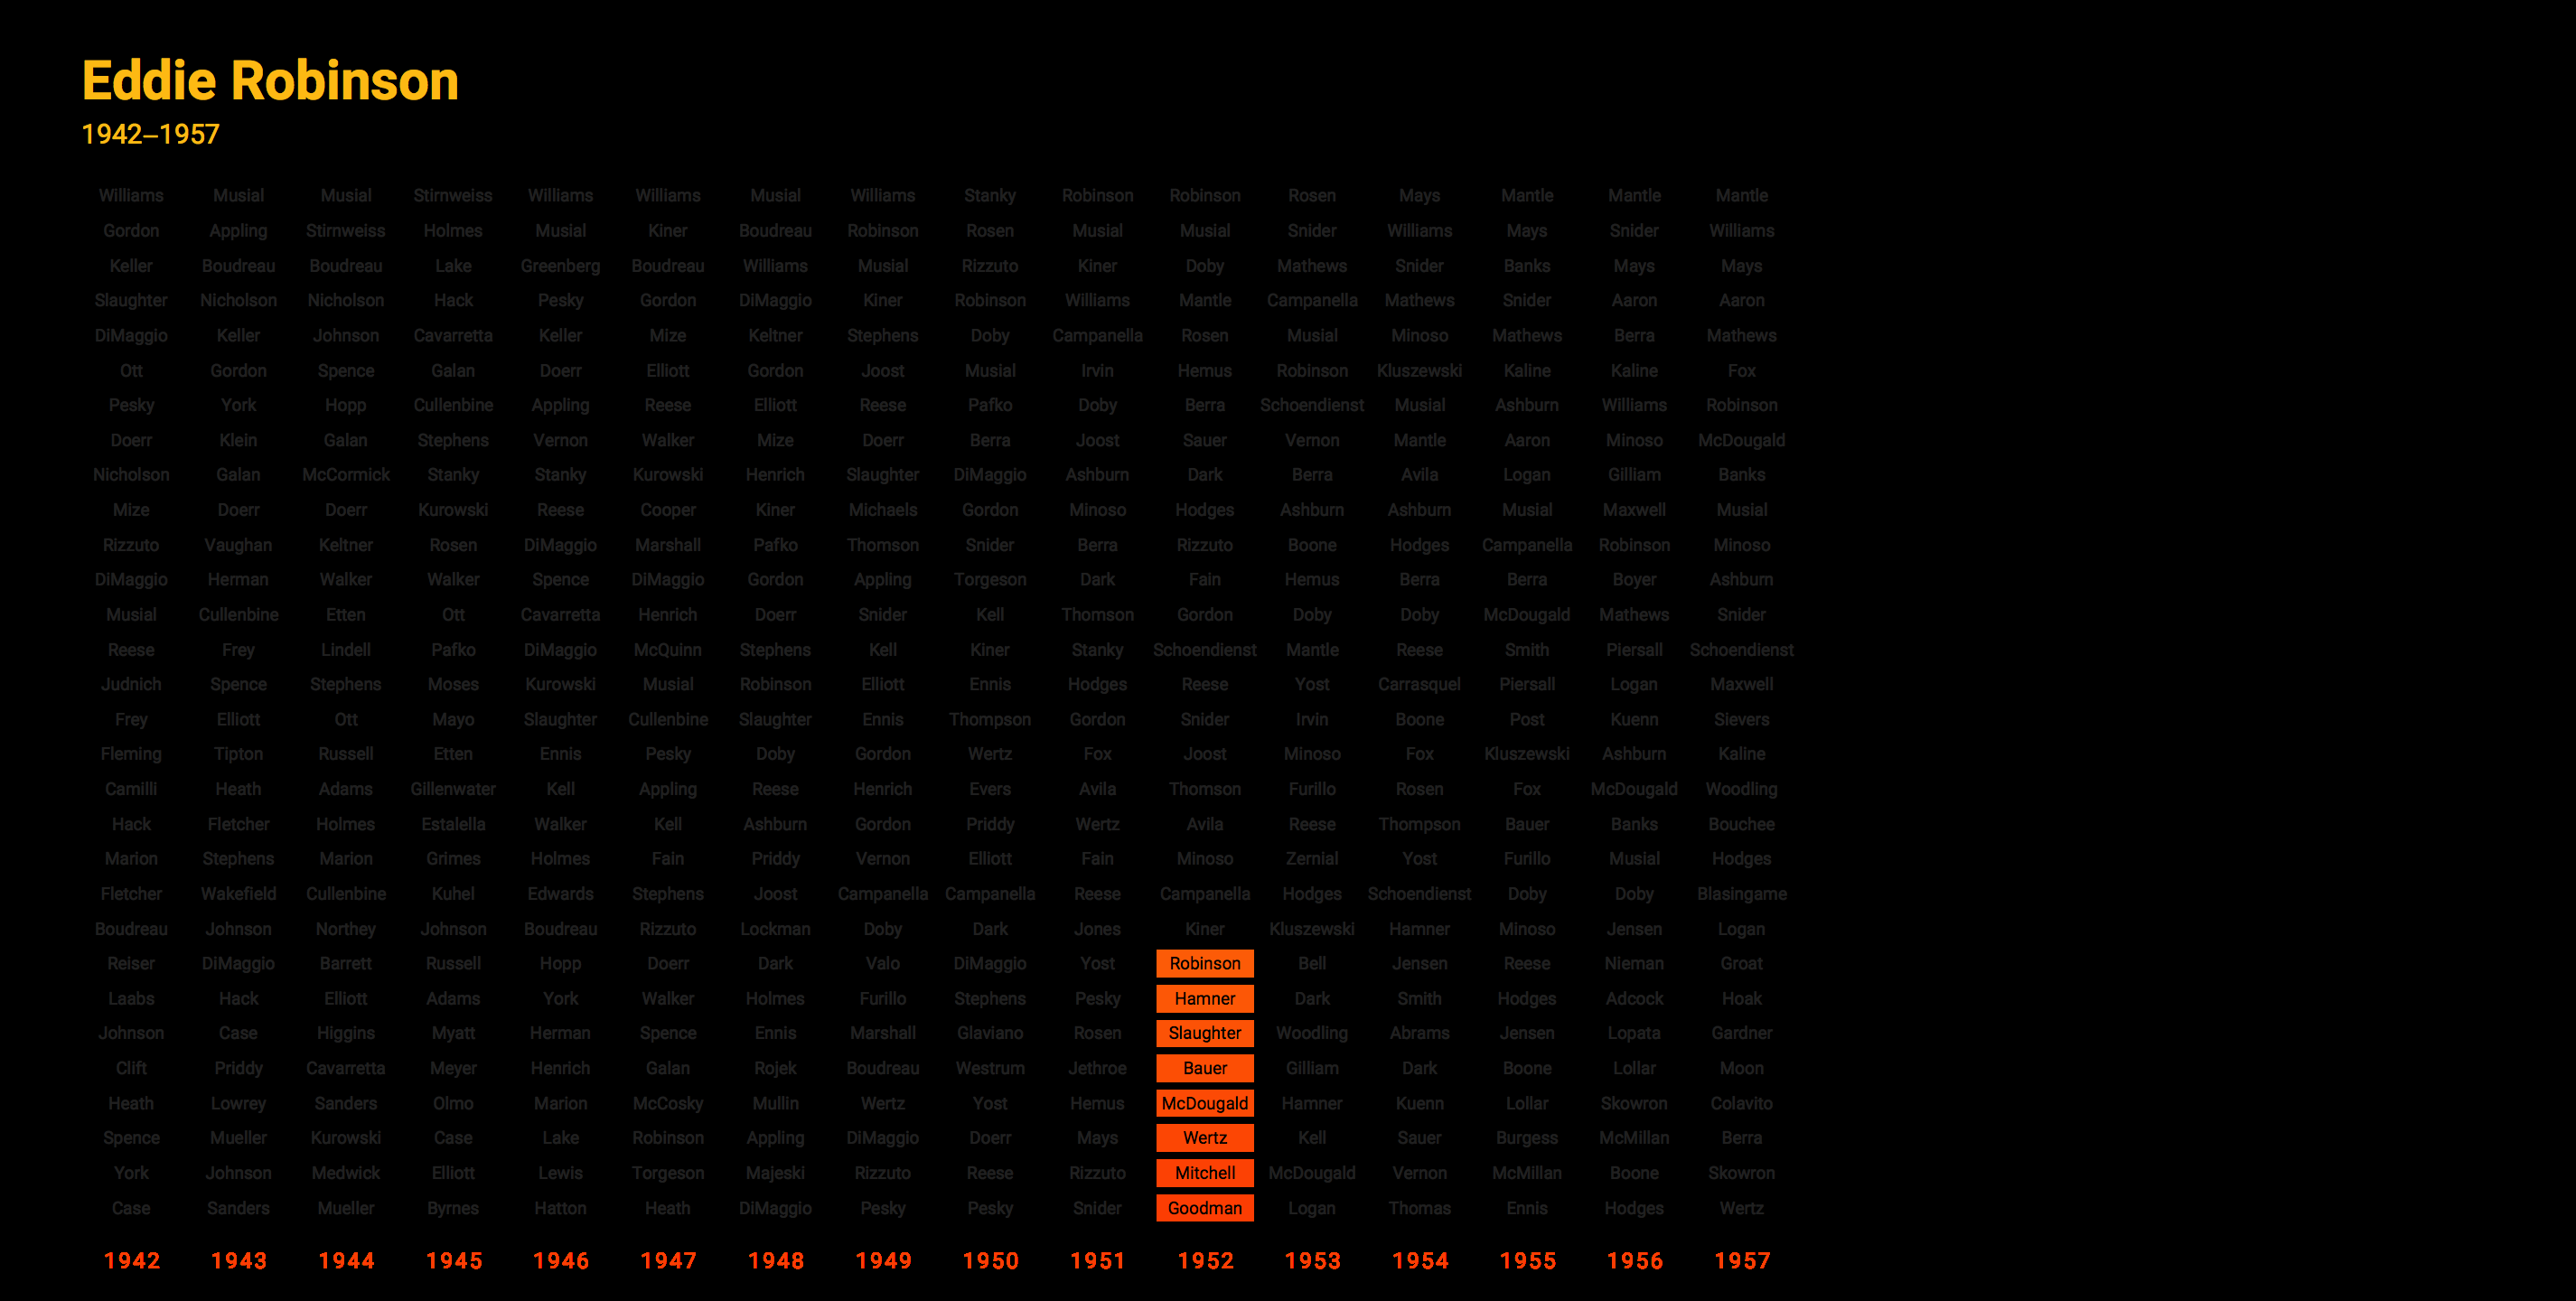 Eddie Robinson
1942–1957
Williams Musial Musial Stirnweiss Williams Williams Musial Williams Stanky Robinson Robinson Rosen Mays Mantle Mantle Mantle
Gordon Appling Stirnweiss Holmes Musial Kiner Boudreau Robinson Rosen Musial Musial Snider Williams Mays Snider Williams
Keller Boudreau Boudreau Lake Greenberg Boudreau Williams Musial Rizzuto Kiner Doby Mathews Snider Banks Mays Mays
Slaughter Nicholson Nicholson Hack Pesky Gordon DiMaggio Kiner Robinson Williams Mantle Campanella Mathews Snider Aaron Aaron
DiMaggio Keller Johnson Cavarretta Keller Mize Keltner Stephens Doby Campanella Rosen Musial Minoso Mathews Berra Mathews
Ott Gordon Spence Galan Doerr Elliott Gordon Joost Musial Irvin Hemus Robinson Kluszewski Kaline Kaline Fox
Pesky York Hopp Cullenbine Appling Reese Elliott Reese Pafko Doby Berra Schoendienst Musial Ashburn Williams Robinson
Doerr Klein Galan Stephens Vernon Walker Mize Doerr Berra Joost Sauer Vernon Mantle Aaron Minoso McDougald
Nicholson Galan McCormick Stanky Stanky Kurowski Henrich Slaughter DiMaggio Ashburn Dark Berra Avila Logan Gilliam Banks
Mize Doerr Doerr Kurowski Reese Cooper Kiner Michaels Gordon Minoso Hodges Ashburn Ashburn Musial Maxwell Musial
Rizzuto Vaughan Keltner Rosen DiMaggio Marshall Pafko Thomson Snider Berra Rizzuto Boone Hodges Campanella Robinson Minoso
DiMaggio Herman Walker Walker Spence DiMaggio Gordon Appling Torgeson Dark Fain Hemus Berra Berra Boyer Ashburn
Musial Cullenbine Etten Ott Cavarretta Henrich Doerr Snider Kell Thomson Gordon Doby Doby McDougald Mathews Snider
Reese Frey Lindell Pafko DiMaggio McQuinn Stephens Kell Kiner Stanky Schoendienst Mantle Reese Smith Piersall Schoendienst
Judnich Spence Stephens Moses Kurowski Musial Robinson Elliott Ennis Hodges Reese Yost Carrasquel Piersall Logan Maxwell
Frey Elliott Ott Mayo Slaughter Cullenbine Slaughter Ennis Thompson Gordon Snider Irvin Boone Post Kuenn Sievers
Fleming Tipton Russell Etten Ennis Pesky Doby Gordon Wertz Fox Joost Minoso Fox Kluszewski Ashburn Kaline
Camilli Heath Adams Gillenwater Kell Appling Reese Henrich Evers Avila Thomson Furillo Rosen Fox McDougald Woodling
Hack Fletcher Holmes Estalella Walker Kell Ashburn Gordon Priddy Wertz Avila Reese Thompson Bauer Banks Bouchee
Marion Stephens Marion Grimes Holmes Fain Priddy Vernon Elliott Fain Minoso Zernial Yost Furillo Musial Hodges
Fletcher Wakefield Cullenbine Kuhel Edwards Stephens Joost Campanella Campanella Reese Campanella Hodges Schoendienst Doby Doby Blasingame
Boudreau Johnson Northey Johnson Boudreau Rizzuto Lockman Doby Dark Jones Kiner Kluszewski Hamner Minoso Jensen Logan
Reiser DiMaggio Barrett Russell Hopp Doerr Dark Valo DiMaggio Yost Robinson Bell Jensen Reese Nieman Groat
Laabs Hack Elliott Adams York Walker Holmes Furillo Stephens Pesky Hamner Dark Smith Hodges Adcock Hoak
Johnson Case Higgins Myatt Herman Spence Ennis Marshall Glaviano Rosen Slaughter Woodling Abrams Jensen Lopata Gardner
Clift Priddy Cavarretta Meyer Henrich Galan Rojek Boudreau Westrum Jethroe Bauer Gilliam Dark Boone Lollar Moon
Heath Lowrey Sanders Olmo Marion McCosky Mullin Wertz Yost Hemus McDougald Hamner Kuenn Lollar Skowron Colavito
Spence Mueller Kurowski Case Lake Robinson Appling DiMaggio Doerr Mays Wertz Kell Sauer Burgess McMillan Berra
York Johnson Medwick Elliott Lewis Torgeson Majeski Rizzuto Reese Rizzuto Mitchell McDougald Vernon McMillan Boone Skowron
Case Sanders Mueller Byrnes Hatton Heath DiMaggio Pesky Pesky Snider Goodman Logan Thomas Ennis Hodges Wertz
1942 1943 1944 1945 1946 1947 1948 1949 1950 1951 1952 1953 1954 1955 1956 1957